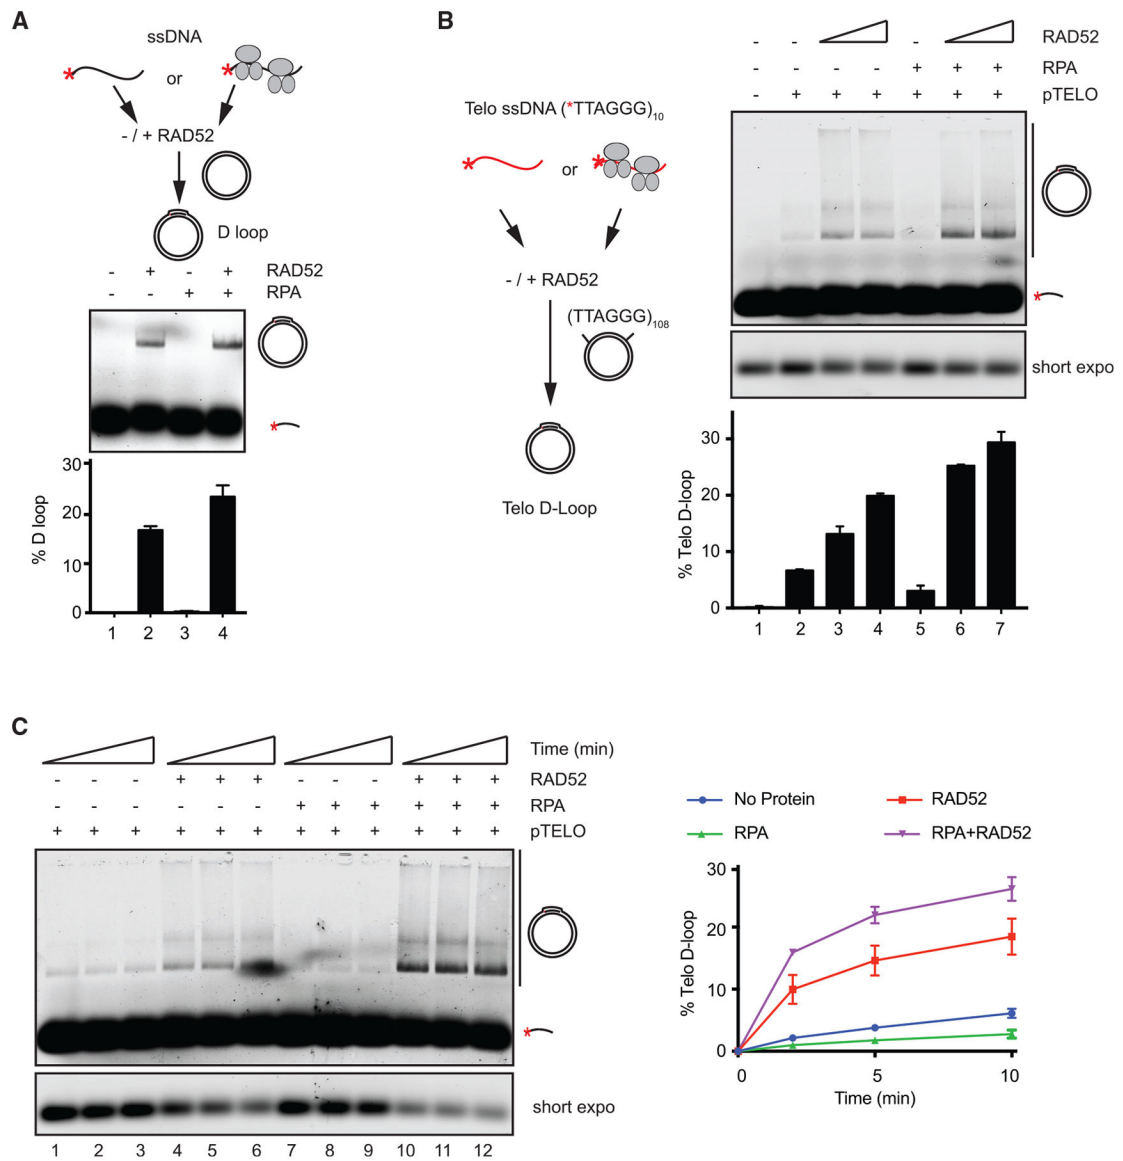 A
ssDNA
* or *
- / + RAD52
D loop
- + - + RAD52
- - + + RPA
*
% D loop
30
20
10
0
1 2 3 4
B
Telo ssDNA (*TTAGGG)10
* or *
- / + RAD52
(TTAGGG)108
Telo D-Loop
- - - RAD52
- - - - + + + RPA
- + + + + + + pTELO
*
short expo
% Telo D-loop
30
20
10
0
1 2 3 4 5 6 7
C
Time (min)
- - - + + + - - - + + + RAD52
- - - - - - + + + + + + RPA
+ + + + + + + + + + + + pTELO
*
short expo
1 2 3 4 5 6 7 8 9 10 11 12
No Protein RAD52
RPA RPA+RAD52
% Telo D-loop
30
20
10
0
0 5 10
Time (min)